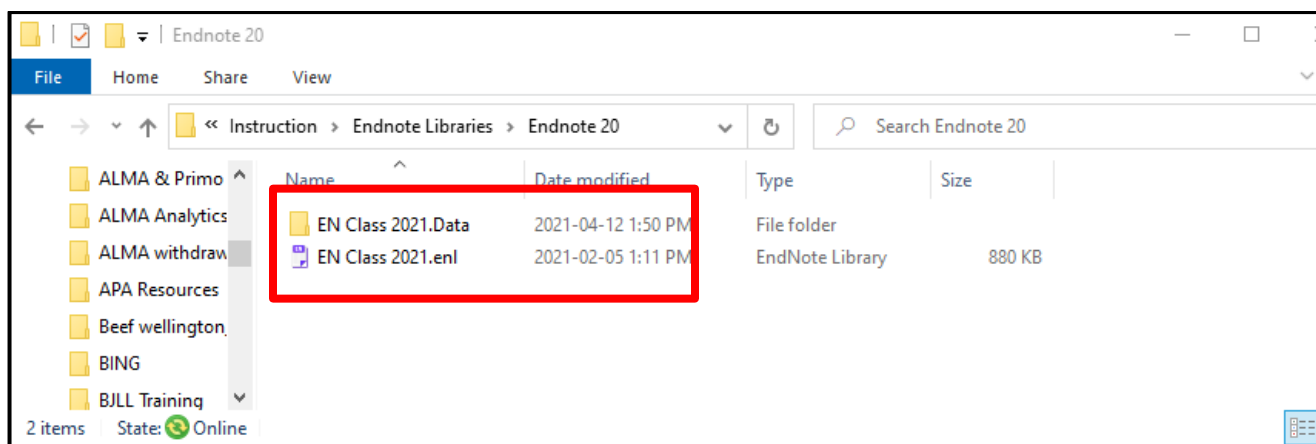 Endnote 20
File Home Share View
« Instruction > Endnote Libraries > Endnote 20 Search Endnote 20
Name Date modified Type Size
ALMA & Primo
ALMA Analytics
ALMA withdraw
APA Resources
Beef wellington_
BING
BJLL Training
EN Class 2021.Data 2021-04-12 1:50 PM File folder
EN Class 2021.enl 2021-02-05 1:11 PM EndNote Library 880 KB
2 items State: Online